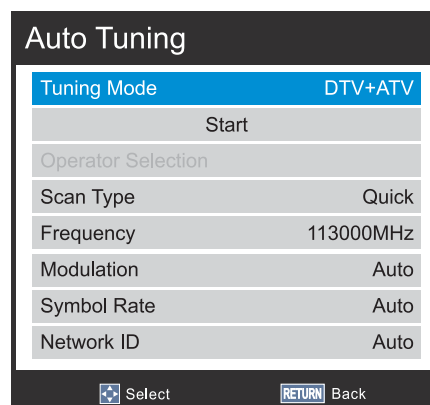 Auto Tuning
Tuning Mode DTV+ATV
Start
Operator Selection
Scan Type Quick
Frequency 113000MHz
Modulation Auto
Symbol Rate Auto
Network ID Auto
Select RETURN Back